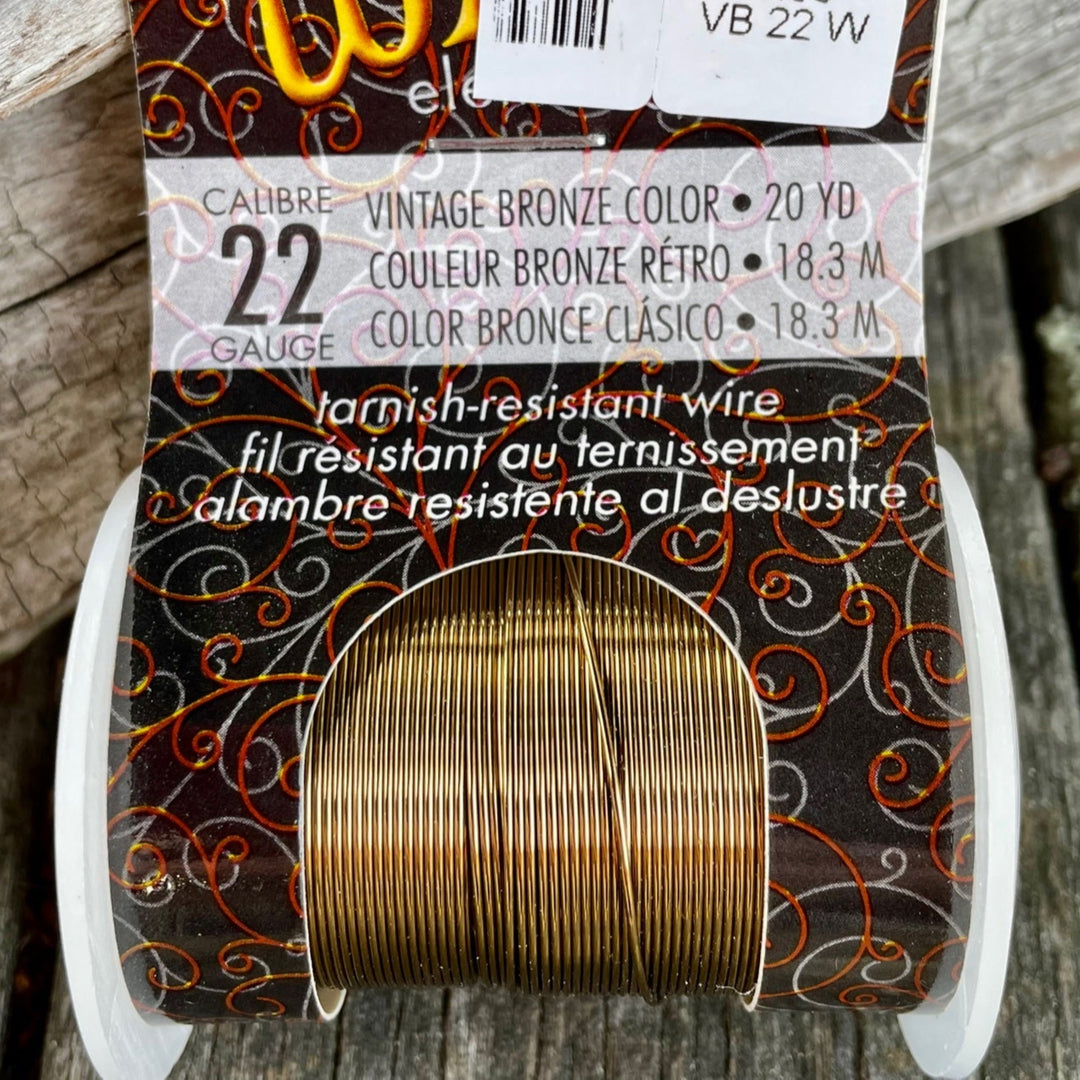 VB 22 W
CALIBRE
22
GAUGE
VINTAGE BRONZE COLOR • 20 YD
COULEUR BRONZE RÉTRO • 18.3 M
COLOR BRONCE CLÁSICO • 18.3 M
tarnish-resistant wire
fil résistant au ternissement
alambre resistente al deslustre